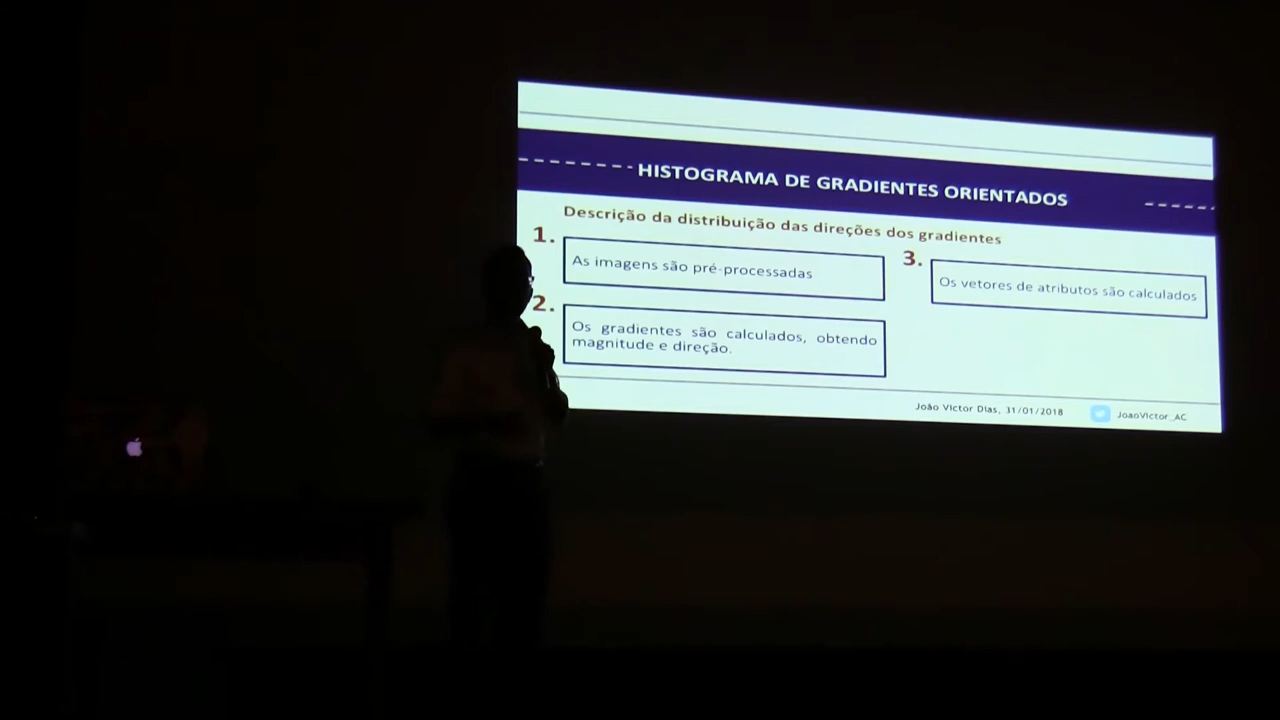 HISTOGRAMA DE GRADIENTES ORIENTADOS
Descrição da distribuição das direções dos gradientes
1.
As imagens são pré-processadas
2.
Os gradientes são calculados, obtendo
magnitude e direção.
3.
Os vetores de atributos são calculados
João Victor Dias, 31/01/2018
JoaoVictor_AC